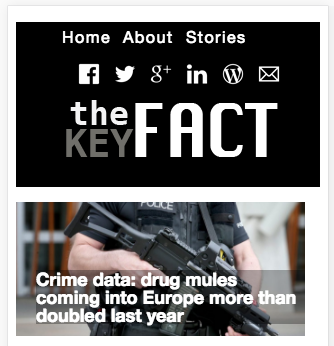 Home About Stories
the
KEY FACT
POLICE
Crime data: drug mules
coming into Europe more than
doubled last year